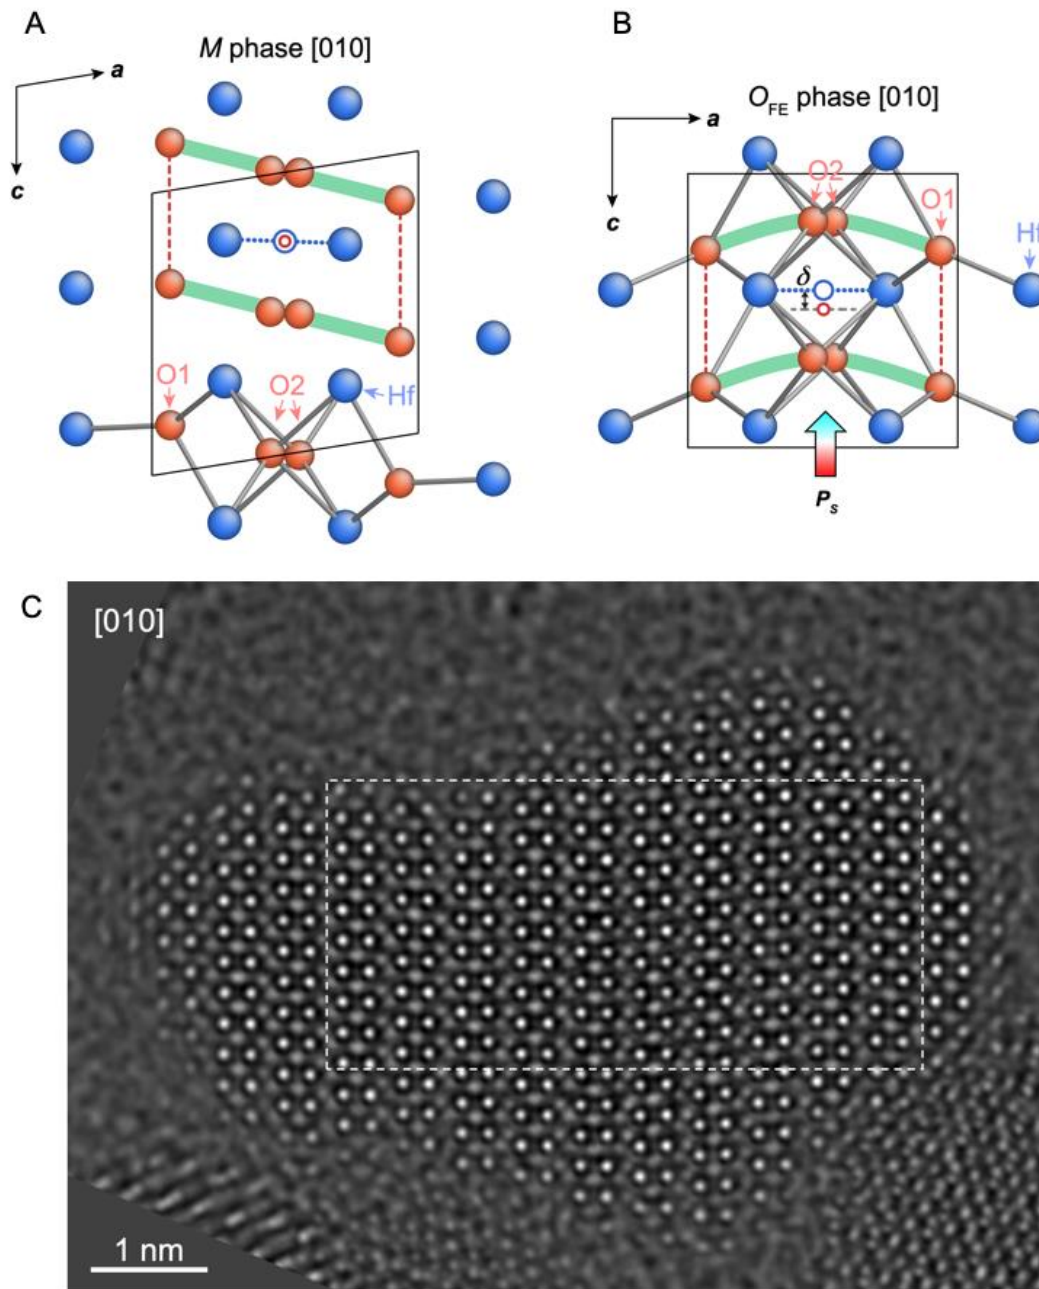 A
M phase [010]
a
c
O1
O2
Hf
B
O_FE phase [010]
a
c
O2
O1
Hf
δ
P_S
C
[010]
1 nm